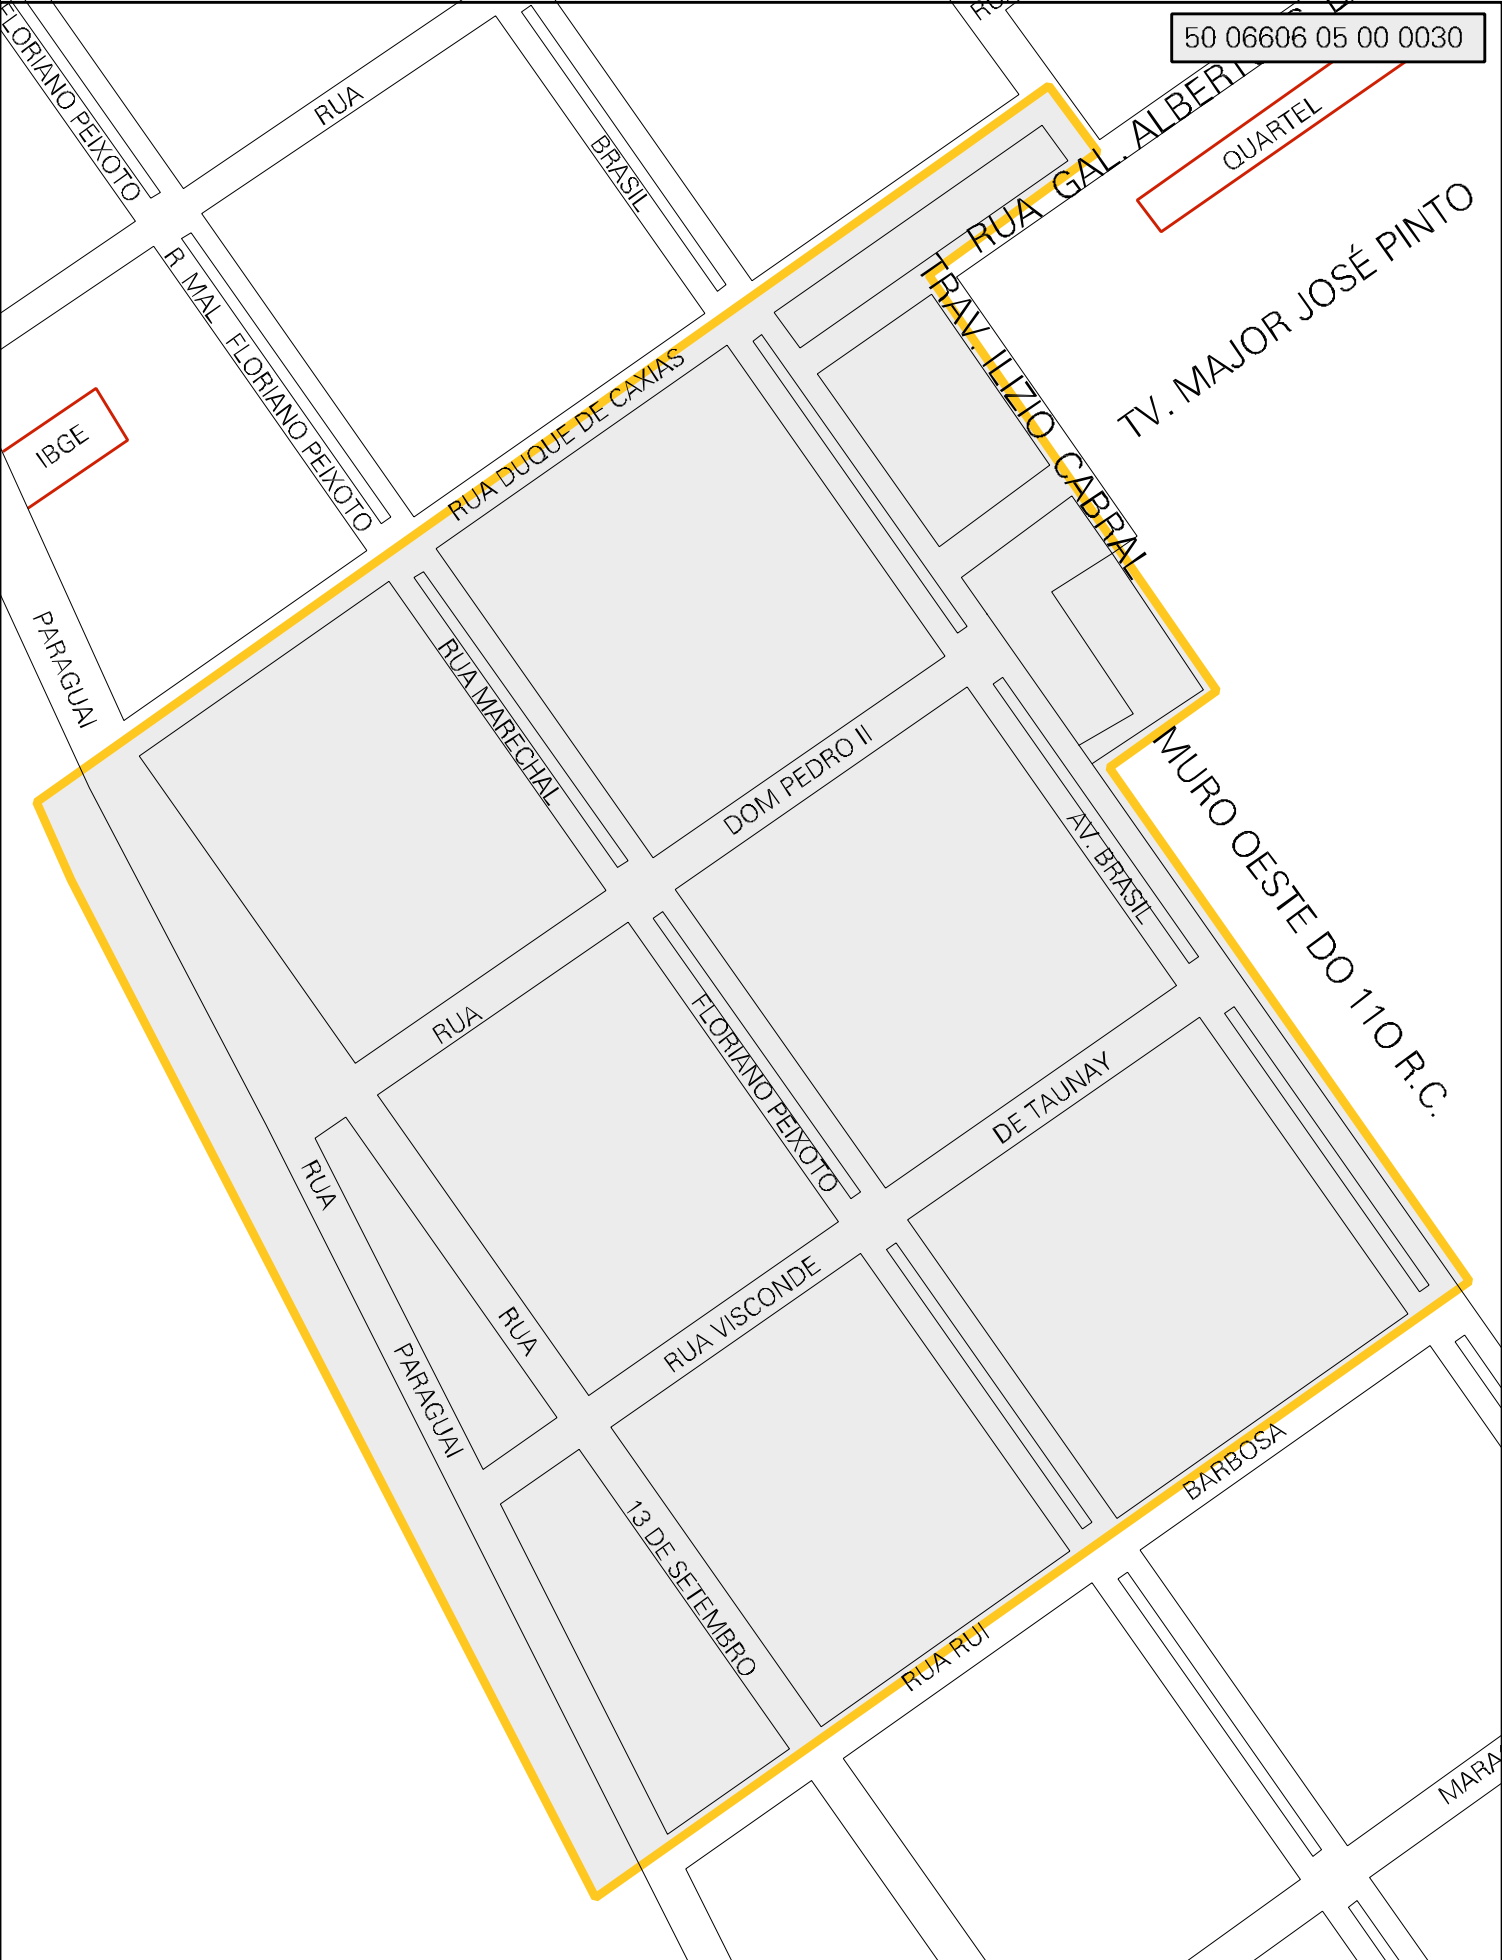 50 06606 05 00 0030
FLORIANO PEIXOTO
RUA
BRASIL
RUA GAL. ALBERT
QUARTEL
TV. MAJOR JOSÉ PINTO
R MAL FLORIANO PEIXOTO
TRAV. ILIZIO CABRAL
RUA DUQUE DE CAXIAS
IBGE
PARAGUAI
RUA MARECHAL
DOM PEDRO II
MURO OESTE DO 11O R.C.
AV. BRASIL
RUA
FLORIANO PEIXOTO
DE TAUNAY
RUA
RUA
RUA VISCONDE
PARAGUAI
BARBOSA
13 DE SETEMBRO
RUA RUI